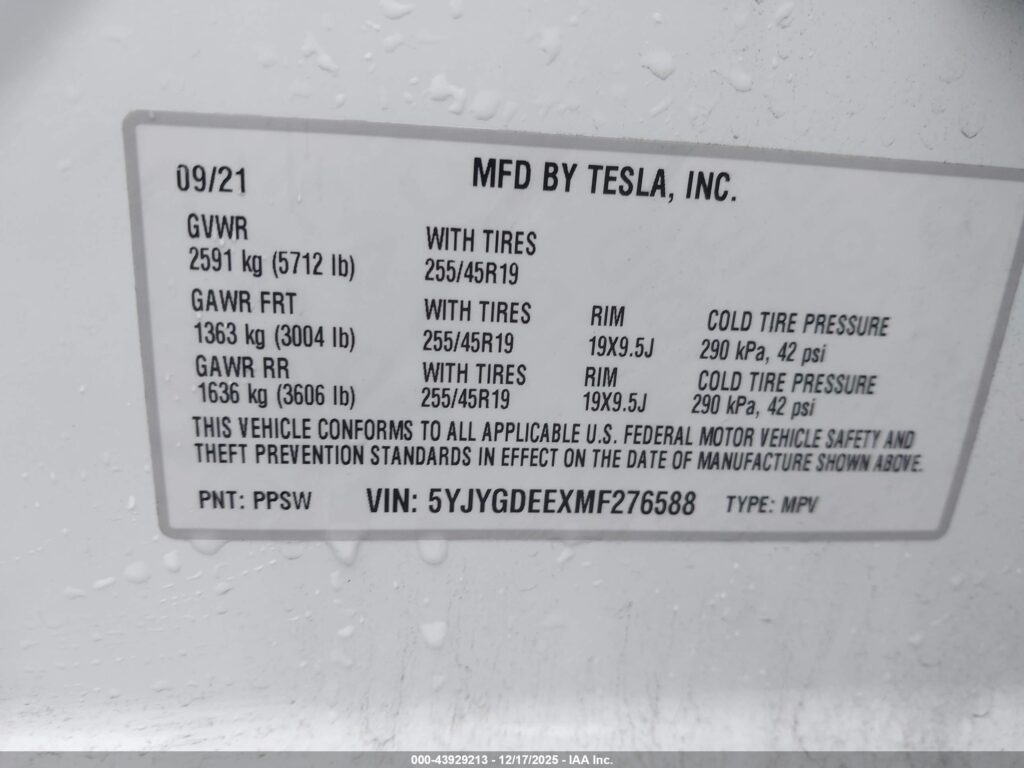 09/21 MFD BY TESLA, INC.
GVWR
2591 kg (5712 lb)
WITH TIRES
255/45R19
GAWR FRT
1363 kg (3004 lb)
WITH TIRES
255/45R19
RIM
19X9.5J
COLD TIRE PRESSURE
290 kPa, 42 psi
GAWR RR
1636 kg (3606 lb)
WITH TIRES
255/45R19
RIM
19X9.5J
COLD TIRE PRESSURE
290 kPa, 42 psi
THIS VEHICLE CONFORMS TO ALL APPLICABLE U.S. FEDERAL MOTOR VEHICLE SAFETY AND
THEFT PREVENTION STANDARDS IN EFFECT ON THE DATE OF MANUFACTURE SHOWN ABOVE.
PNT: PPSW VIN: 5YJYGDEEXMF276588 TYPE: MPV
000-43929213 - 12/17/2025 - IAA Inc.